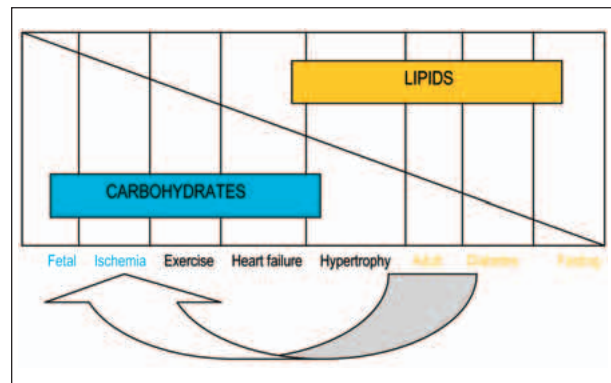 LIPIDS
CARBOHYDRATES
Fetal Ischemia Exercise Heart failure Hypertrophy Adult Diabetes Fasting